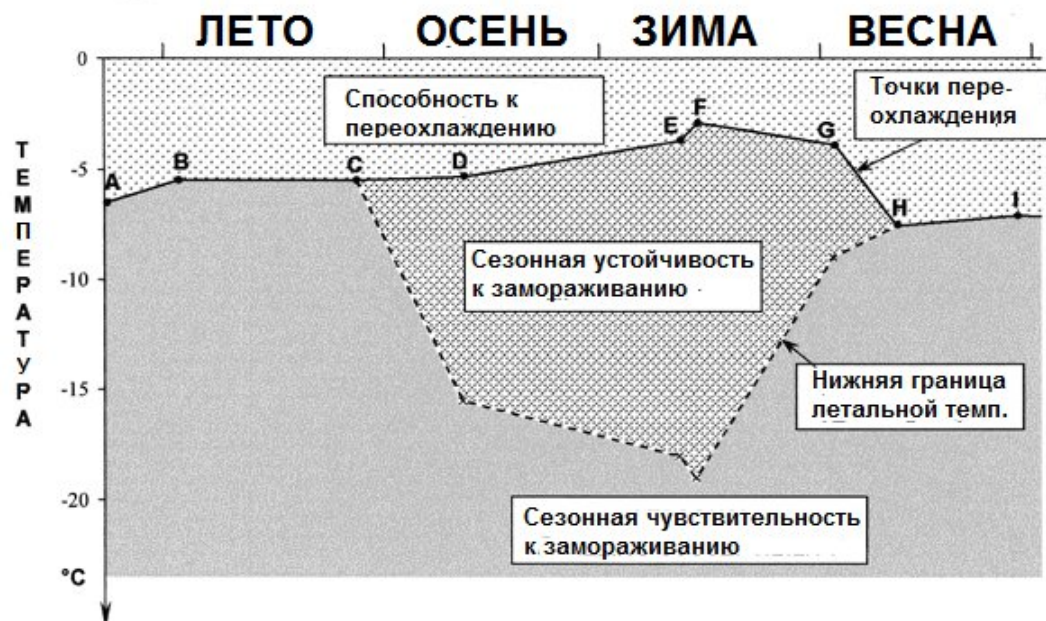 ЛЕТО ОСЕНЬ ЗИМА ВЕСНА
0
Способность к
переохлаждению
Точки пере-
охлаждения
F
E
G
D
B
C
-5
A
H
I
ТЕМПЕРАТУРА
Сезонная устойчивость
к замораживанию
-10
Нижняя граница
летальной темп.
-15
-20
Сезонная чувствительность
к замораживанию
°C